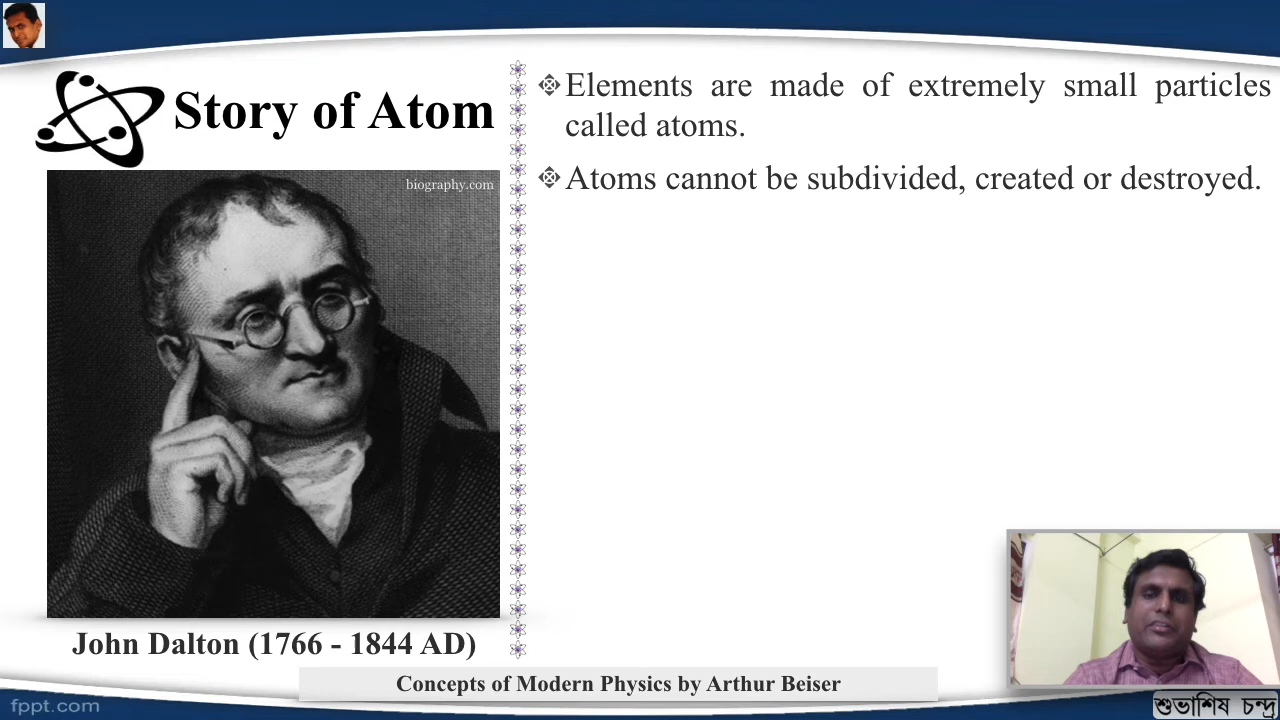 Story of Atom
biography.com
John Dalton (1766 - 1844 AD)
Elements are made of extremely small particles
called atoms.
Atoms cannot be subdivided, created or destroyed.
Concepts of Modern Physics by Arthur Beiser
fppt.com
শুভাশিষ চন্দ্র